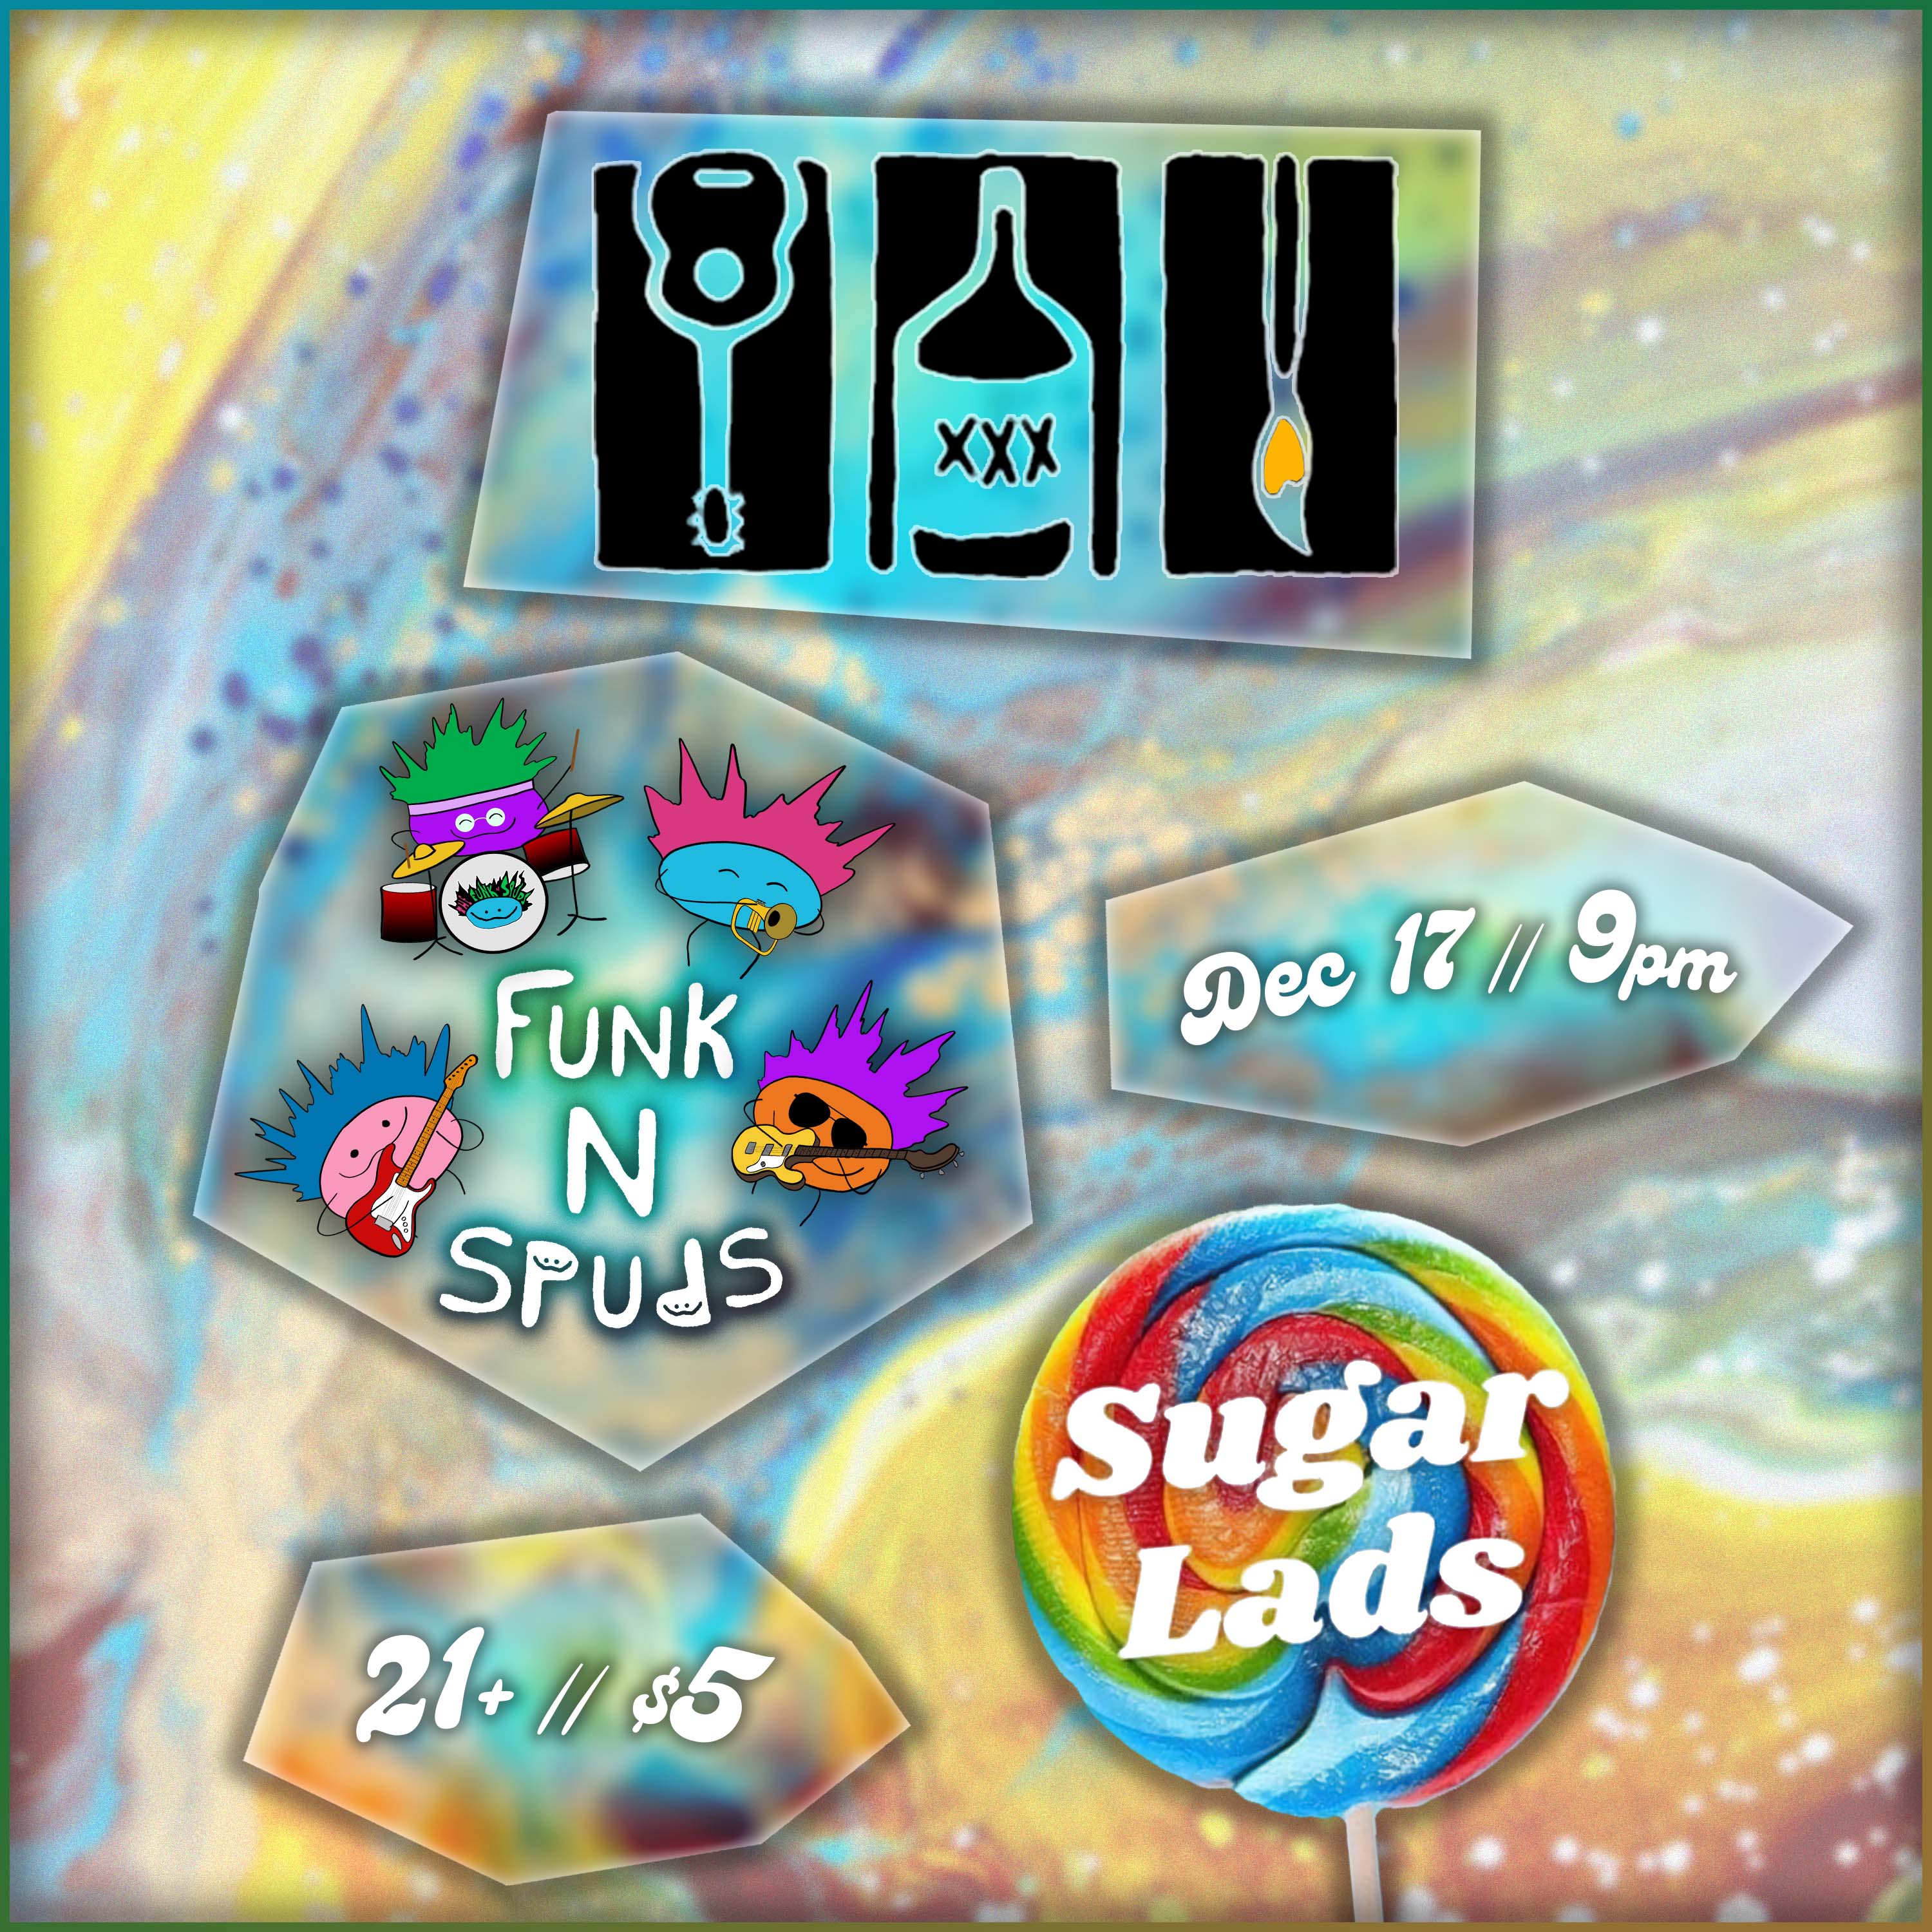 XXX
FUNK
N
SPUdS
Dec 17 // 9pm
Sugar
Lads
21+ // $5